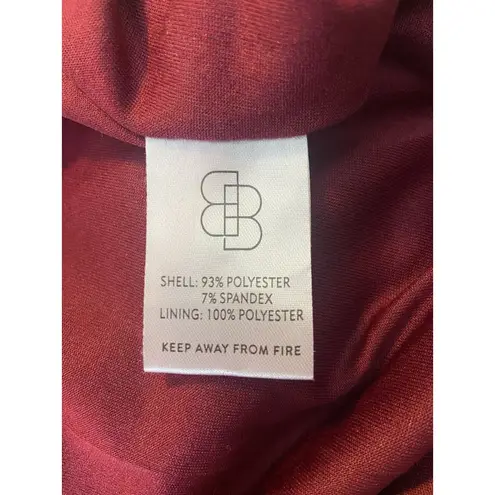 SHELL: 93% POLYESTER
7% SPANDEX
LINING: 100% POLYESTER
KEEP AWAY FROM FIRE